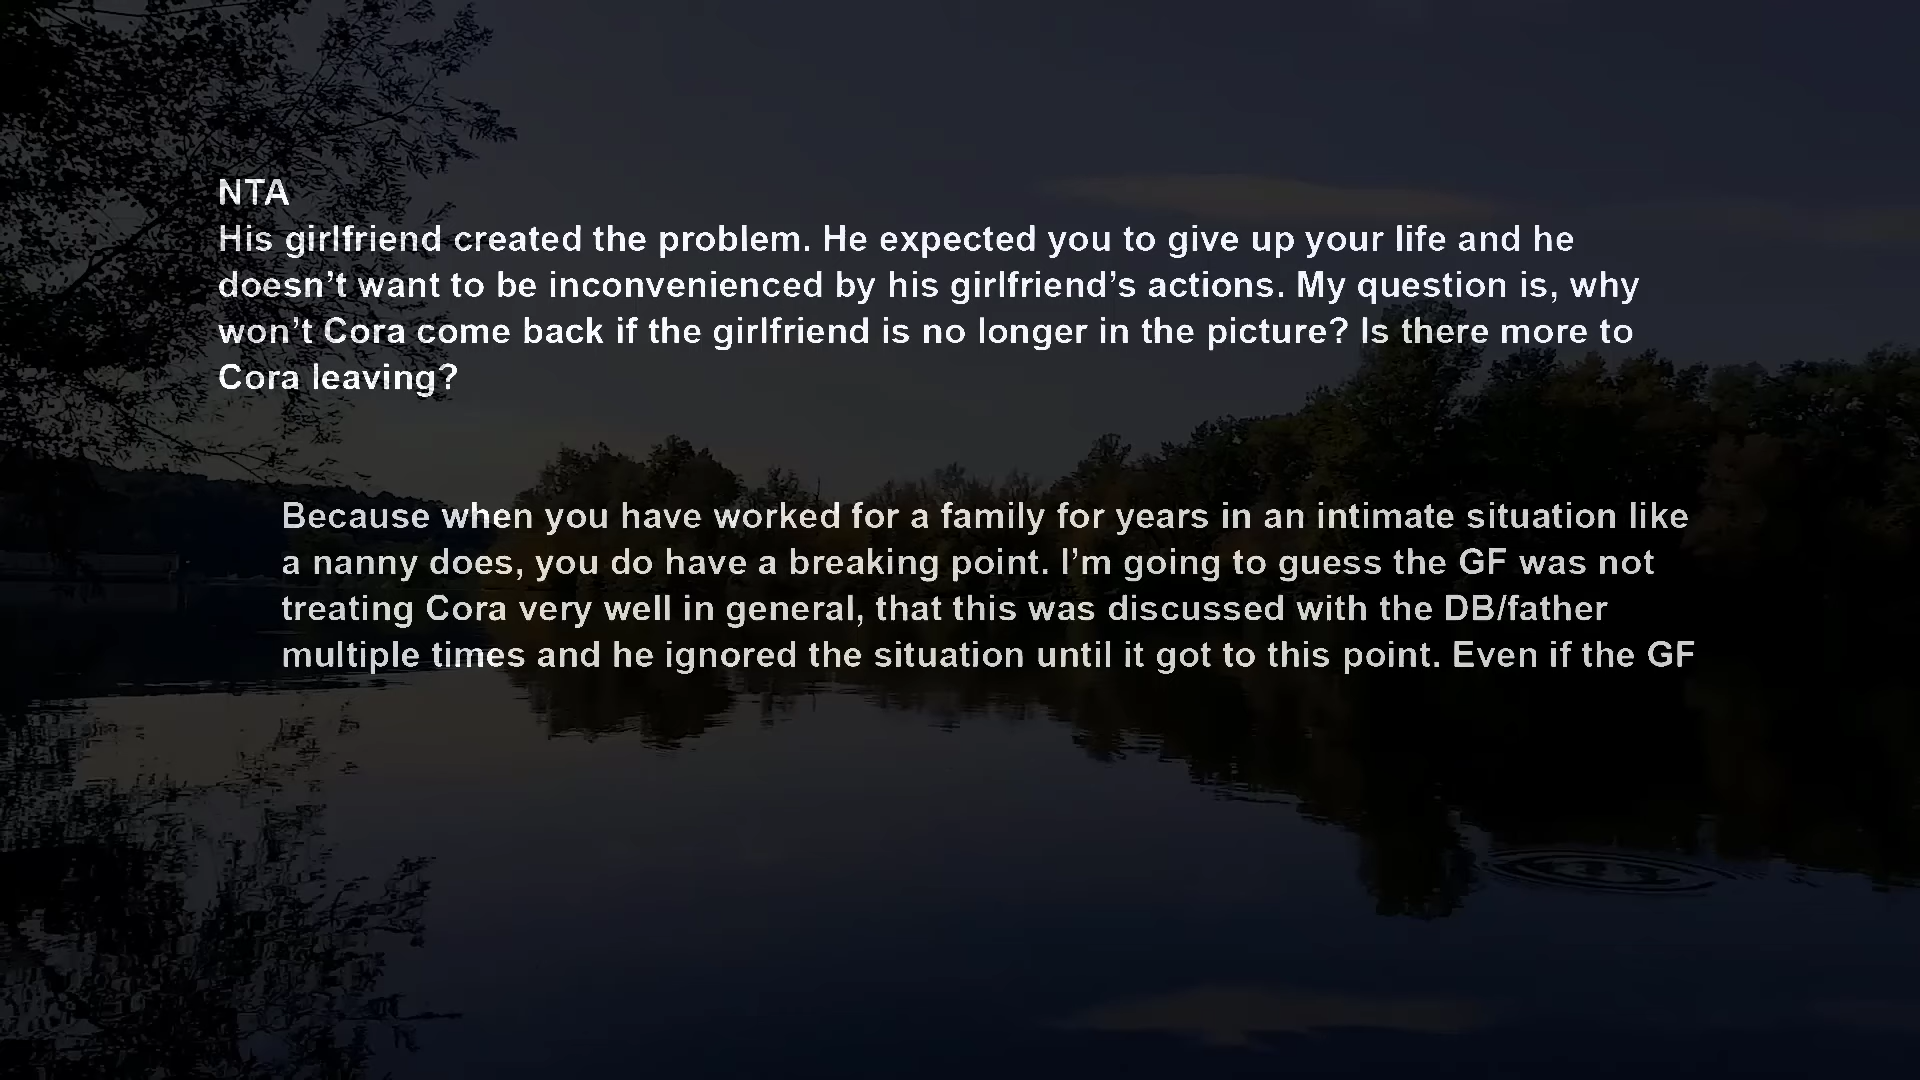 NTA
His girlfriend created the problem. He expected you to give up your life and he
doesn’t want to be inconvenienced by his girlfriend’s actions. My question is, why
won’t Cora come back if the girlfriend is no longer in the picture? Is there more to
Cora leaving?
Because when you have worked for a family for years in an intimate situation like
a nanny does, you do have a breaking point. I’m going to guess the GF was not
treating Cora very well in general, that this was discussed with the DB/father
multiple times and he ignored the situation until it got to this point. Even if the GF